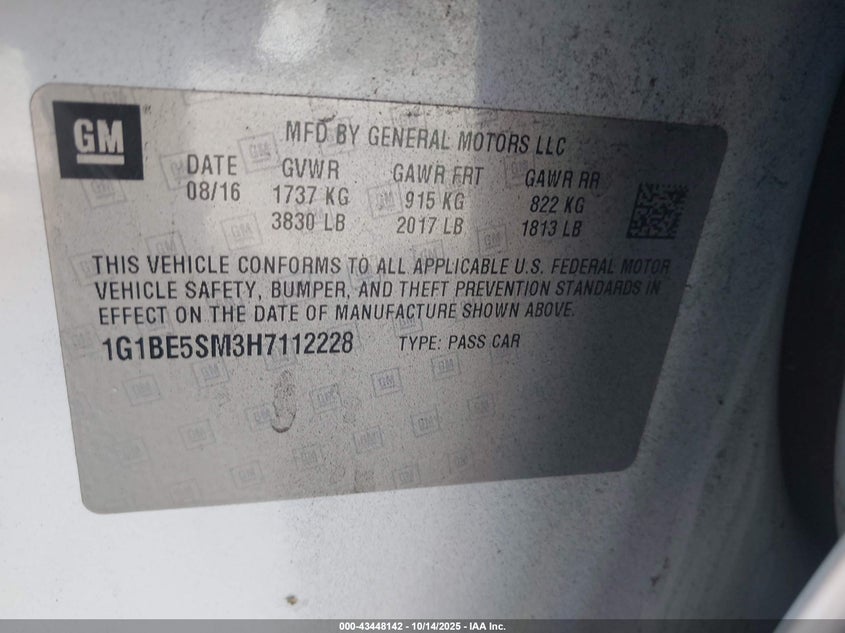 GM
MFD BY GENERAL MOTORS LLC
DATE GVWR GAWR FRT GAWR RR
08/16 1737 KG 915 KG 822 KG
3830 LB 2017 LB 1813 LB
THIS VEHICLE CONFORMS TO ALL APPLICABLE U.S. FEDERAL MOTOR
VEHICLE SAFETY, BUMPER, AND THEFT PREVENTION STANDARDS IN
EFFECT ON THE DATE OF MANUFACTURE SHOWN ABOVE.
1G1BE5SM3H7112228 TYPE: PASS CAR
000-43448142 - 10/14/2025 - IAA Inc.